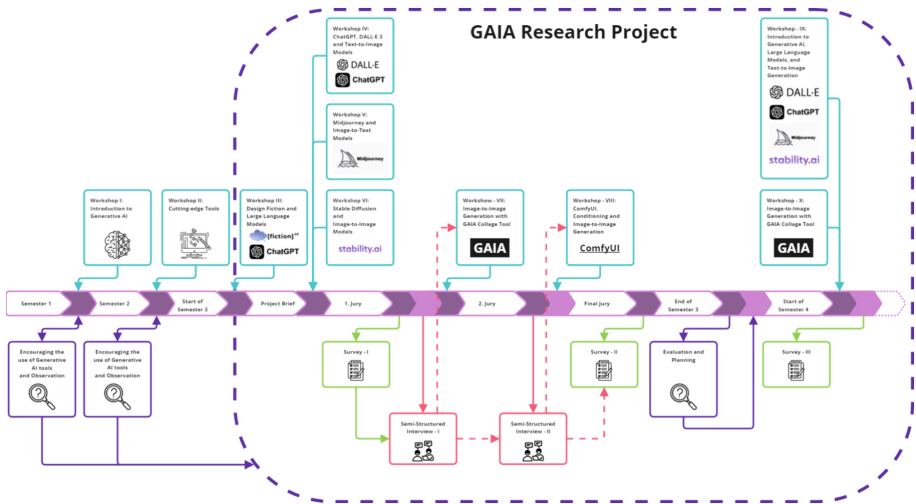 GAIA Research Project
Workshop IV:
ChatGPT, DALL-E 3
and Text-to-Image
Models
DALL·E
ChatGPT
Workshop V:
Midjourney and
Image-to-Text
Models
Midjourney
Workshop - IX:
Introduction to
Generative AI,
Large Language
Models, and
Text-to-Image
Generation
DALL·E
ChatGPT
Midjourney
stability.ai
Workshop I:
Introduction to
Generative AI
Workshop II:
Cutting-edge Tools
Workshop III:
Design Fiction and
Large Language
Models
[fiction]
ChatGPT
Workshop VI:
Stable Diffusion
and
Image-to-Image
Models
stability.ai
Workshow - VII:
Image-to-Image
Generation with
GAIA Collage Tool
GAIA
Workshop - VIII:
ComfyUI,
Conditioning and
Image-to-Image
Generation
ComfyUI
Workshop - X:
Image-to-Image
Generation with
GAIA Collage Tool
GAIA
Semester 1
Semester 2
Start of
Semester 3
Project Brief
1. Jury
2. Jury
Final Jury
End of
Semester 3
Start of
Semester 4
Encouraging the
use of Generative
AI tools
and Observation
Encouraging the
use of Generative
AI tools
and Observation
Survey - I
Survey - II
Evaluation and
Planning
Survey - III
Semi-Structured
Interview - I
Semi-Structured
Interview - II